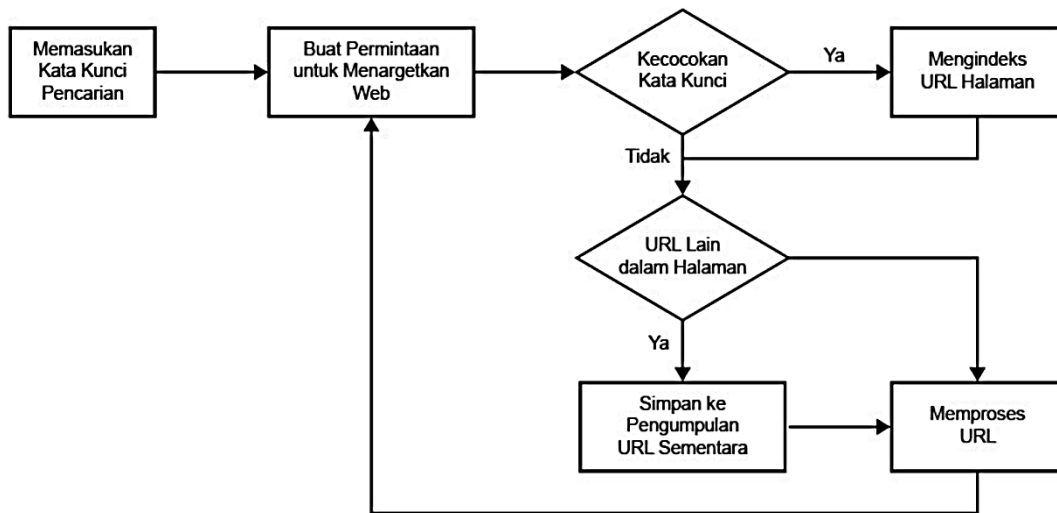 Memasukan
Kata Kunci
Pencarian
Buat Permintaan
untuk Menargetkan
Web
Kecocokan
Kata Kunci
Ya
Mengindeks
URL Halaman
Tidak
URL Lain
dalam Halaman
Ya
Simpan ke
Pengumpulan
URL Sementara
Memproses
URL